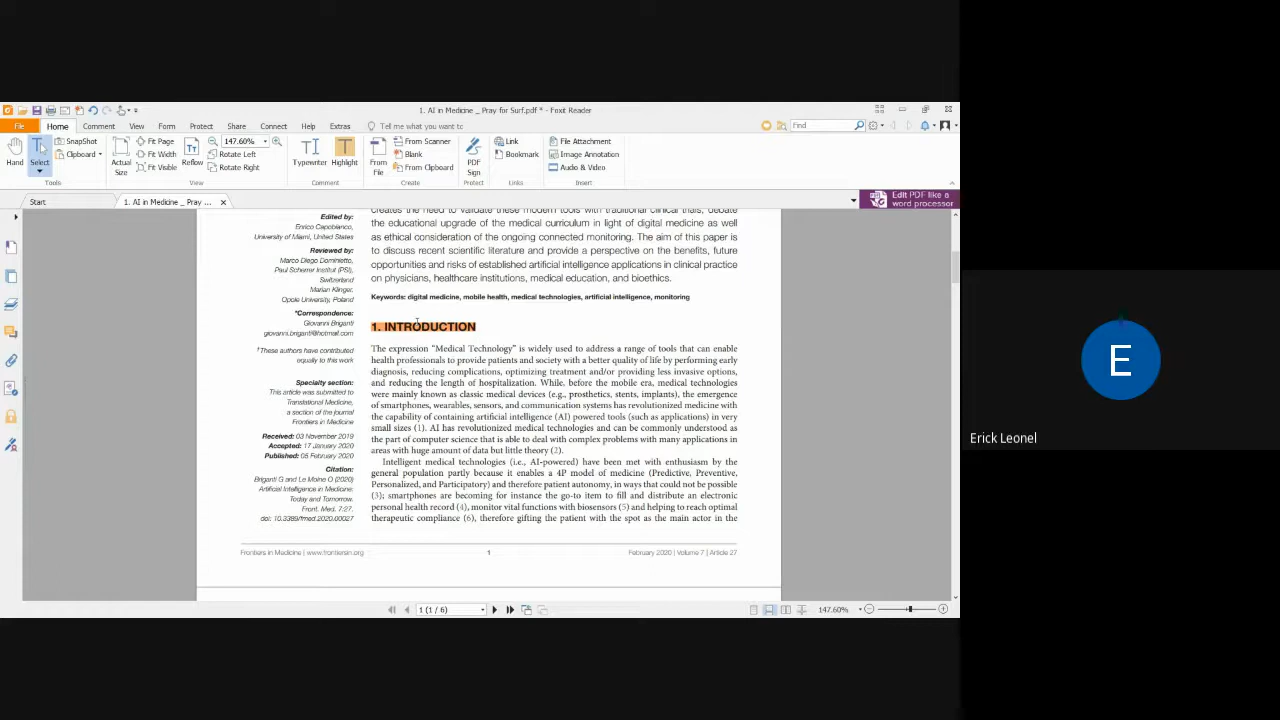 1. AI in Medicine _ Pray for Surf.pdf * - Foxit Reader
File Home Comment View Form Protect Share Connect Help Extras Tell me what you want to Find
Hand Select SnapShot Clipboard Tools
Actual Size Fit Page Fit Width Fit Visible Reflow 147.60% Rotate Left Rotate Right View
Typewriter Highlight Comment
From File From Scanner Blank From Clipboard Create
PDF Sign Protect
Link Bookmark Links
File Attachment Image Annotation Audio & Video Insert
Start 1. AI in Medicine _ Pray ...
Edit PDF like a
word processor
Edited by:
Enrico Capobianco,
University of Miami, United States
Reviewed by:
Marco Diego Dominietto,
Paul Scherrer Institut (PSI),
Switzerland
Marian Klinger,
Opole University, Poland
*Correspondence:
Giovanni Briganti
giovanni.briganti@hotmail.com
†These authors have contributed
equally to this work
Specialty section:
This article was submitted to
Translational Medicine,
a section of the journal
Frontiers in Medicine
Received: 03 November 2019
Accepted: 17 January 2020
Published: 05 February 2020
Citation:
Briganti G and Le Moine O (2020)
Artificial Intelligence in Medicine:
Today and Tomorrow.
Front. Med. 7:27.
doi: 10.3389/fmed.2020.00027
creates the need to validate these modern tools with traditional clinical trials, debate
the educational upgrade of the medical curriculum in light of digital medicine as well
as ethical consideration of the ongoing connected monitoring. The aim of this paper is
to discuss recent scientific literature and provide a perspective on the benefits, future
opportunities and risks of established artificial intelligence applications in clinical practice
on physicians, healthcare institutions, medical education, and bioethics.
Keywords: digital medicine, mobile health, medical technologies, artificial intelligence, monitoring
1. INTRODUCTION
The expression “Medical Technology” is widely used to address a range of tools that can enable
health professionals to provide patients and society with a better quality of life by performing early
diagnosis, reducing complications, optimizing treatment and/or providing less invasive options,
and reducing the length of hospitalization. While, before the mobile era, medical technologies
were mainly known as classic medical devices (e.g., prosthetics, stents, implants), the emergence
of smartphones, wearables, sensors, and communication systems has revolutionized medicine with
the capability of containing artificial intelligence (AI) powered tools (such as applications) in very
small sizes (1). AI has revolutionized medical technologies and can be commonly understood as
the part of computer science that is able to deal with complex problems with many applications in
areas with huge amount of data but little theory (2).
Intelligent medical technologies (i.e., AI-powered) have been met with enthusiasm by the
general population partly because it enables a 4P model of medicine (Predictive, Preventive,
Personalized, and Participatory) and therefore patient autonomy, in ways that could not be possible
(3); smartphones are becoming for instance the go-to item to fill and distribute an electronic
personal health record (4), monitor vital functions with biosensors (5) and helping to reach optimal
therapeutic compliance (6), therefore gifting the patient with the spot as the main actor in the
Frontiers in Medicine | www.frontiersin.org 1 February 2020 | Volume 7 | Article 27
1 (1 / 6) 147.60%
E
Erick Leonel